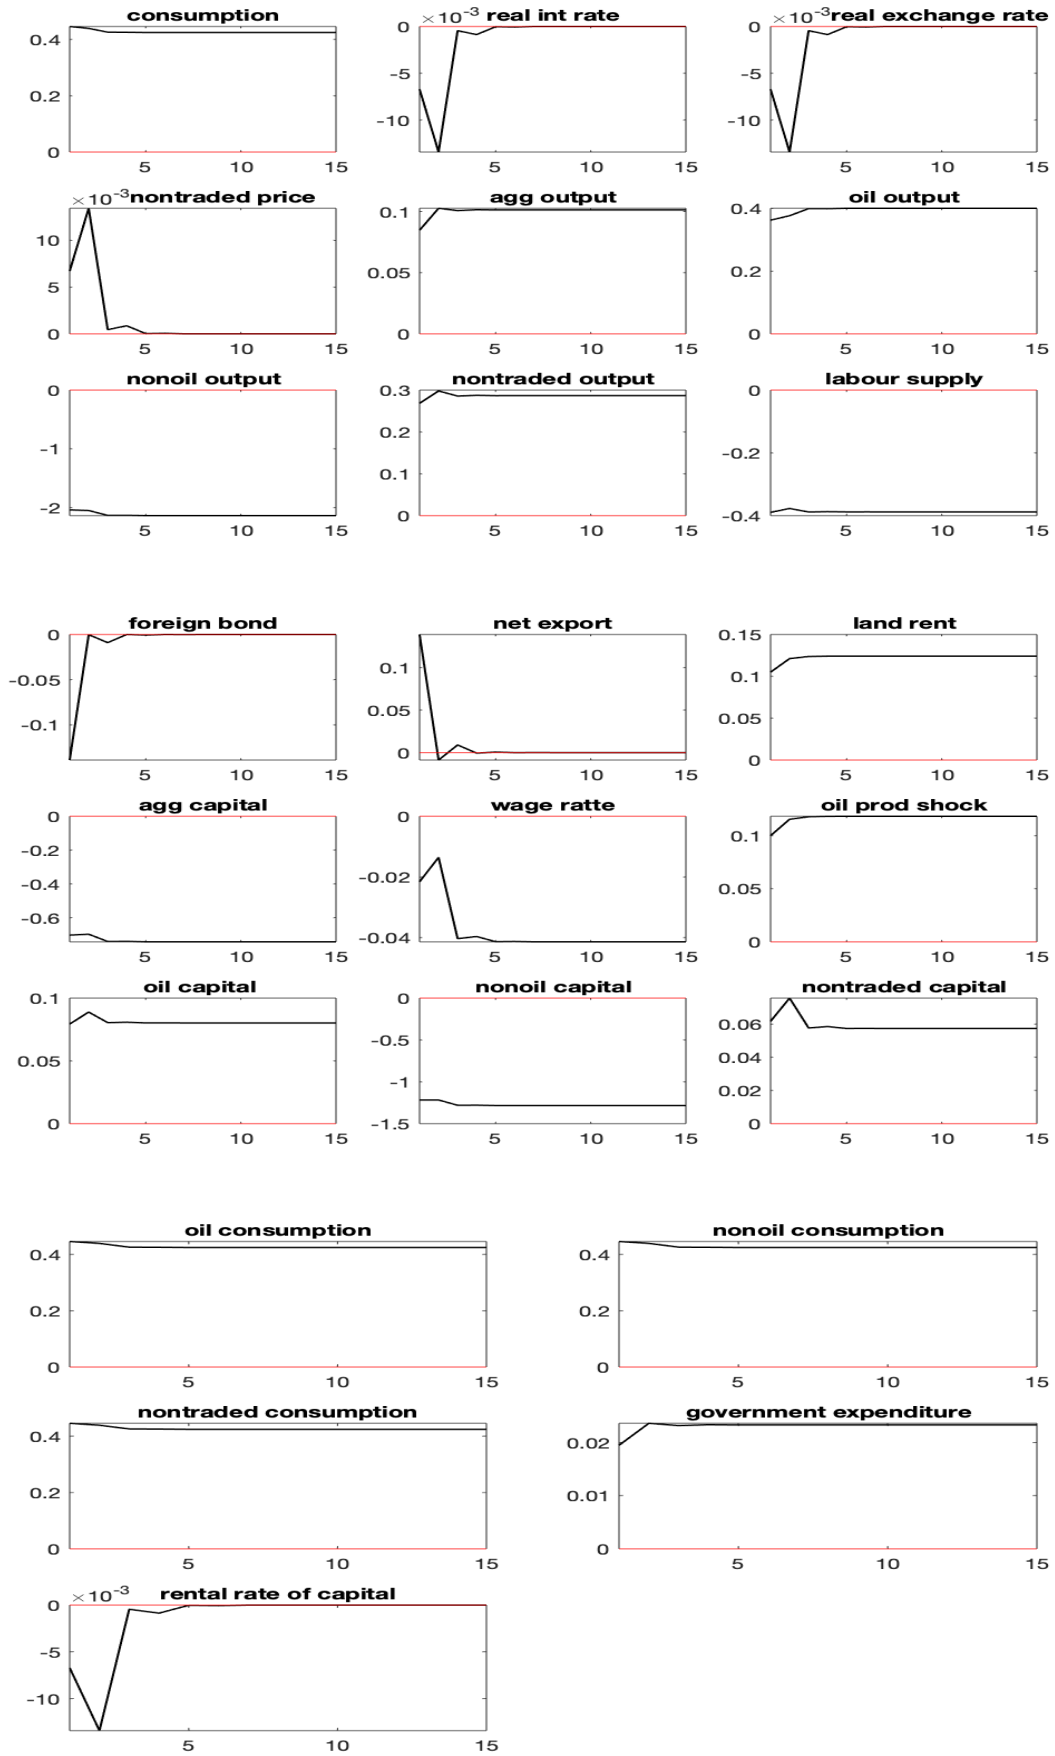 consumption
0.4
0.2
0
5 10 15
×10-3 real int rate
0
-5
-10
5 10 15
×10-3 real exchange rate
0
-5
-10
5 10 15
×10-3 nontraded price
10
5
0
5 10 15
agg output
0.1
0.05
0
5 10 15
oil output
0.4
0.2
0
5 10 15
nonoil output
0
-1
-2
5 10 15
nontraded output
0.3
0.2
0.1
0
5 10 15
labour supply
0
-0.2
-0.4
5 10 15
foreign bond
0
-0.05
-0.1
5 10 15
net export
0.1
0.05
0
5 10 15
land rent
0.15
0.1
0.05
0
5 10 15
agg capital
0
-0.2
-0.4
-0.6
5 10 15
wage ratte
0
-0.02
-0.04
5 10 15
oil prod shock
0.1
0.05
0
5 10 15
oil capital
0.1
0.05
0
5 10 15
nonoil capital
0
-0.5
-1
-1.5
5 10 15
nontraded capital
0.06
0.04
0.02
0
5 10 15
oil consumption
0.4
0.2
0
5 10 15
nonoil consumption
0.4
0.2
0
5 10 15
nontraded consumption
0.4
0.2
0
5 10 15
government expenditure
0.02
0.01
0
5 10 15
×10-3 rental rate of capital
0
-5
-10
5 10 15